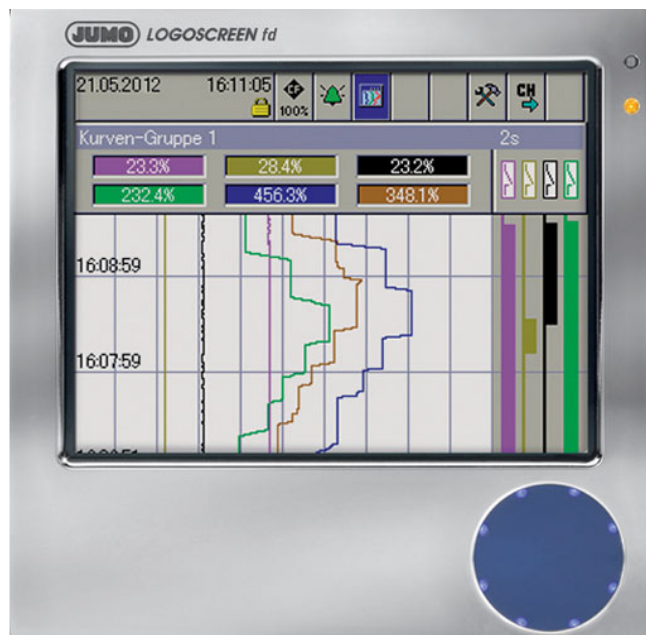 JUMO LOGOSCREEN fd
21.05.2012 16:11:05
CF
100%
CH
Kurven-Gruppe 1 2s
23.3% 28.4% 23.2%
232.4% 456.3% 348.1%
16:08:59
16:07:59